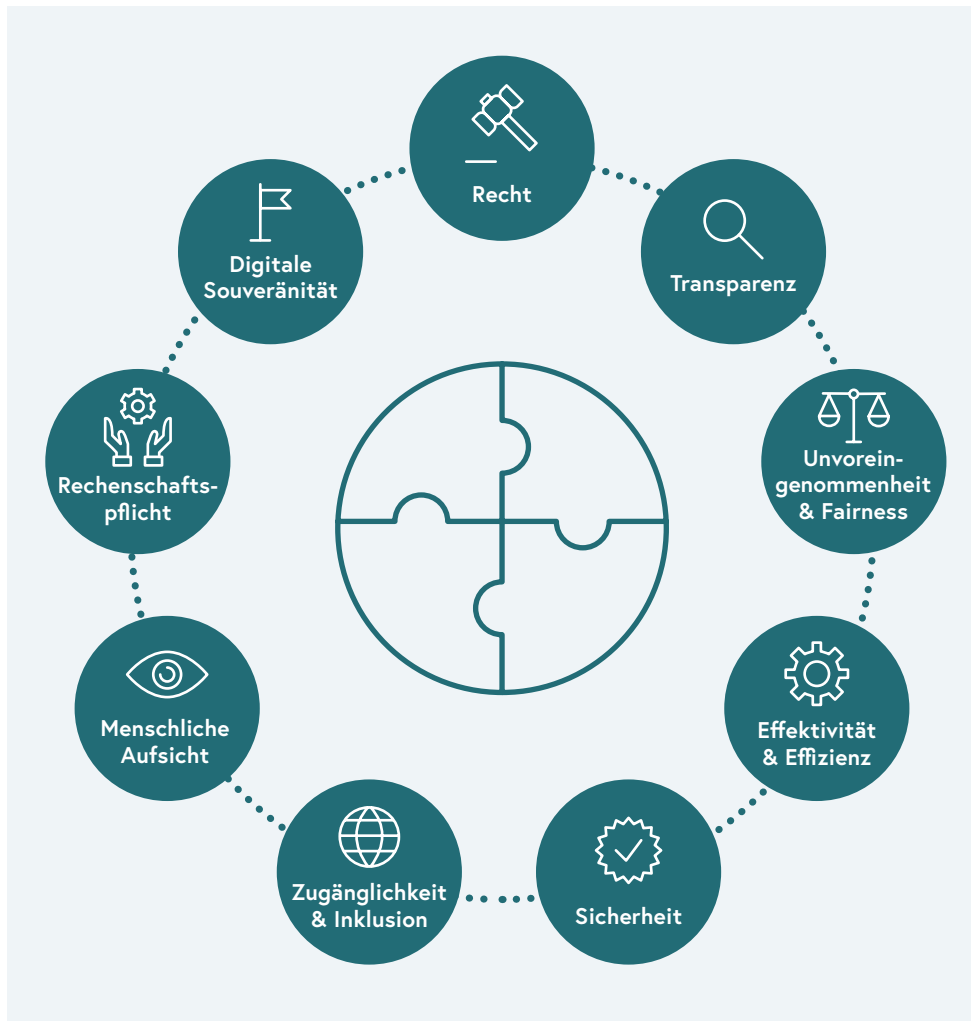 Recht
Transparenz
Unvorein-
genommenheit
& Fairness
Effektivität
& Effizienz
Sicherheit
Zugänglichkeit
& Inklusion
Menschliche
Aufsicht
Rechenschafts-
pflicht
Digitale
Souveränität